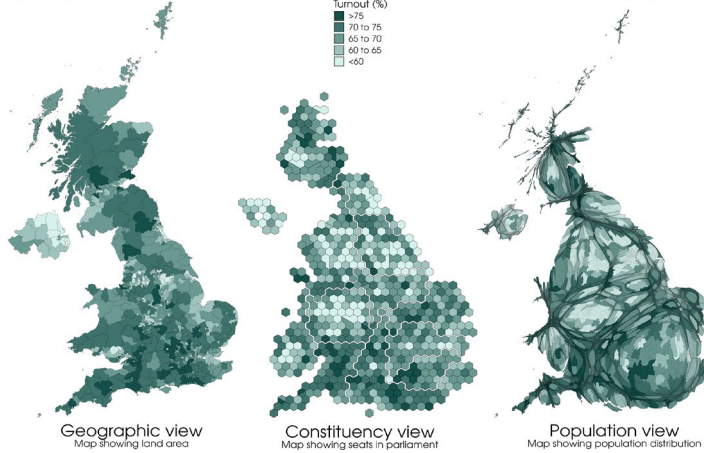 Turnout (%)
>75
70 to 75
65 to 70
60 to 65
<60
Geographic view
Map showing land area
Constituency view
Map showing seats in parliament
Population view
Map showing population distribution